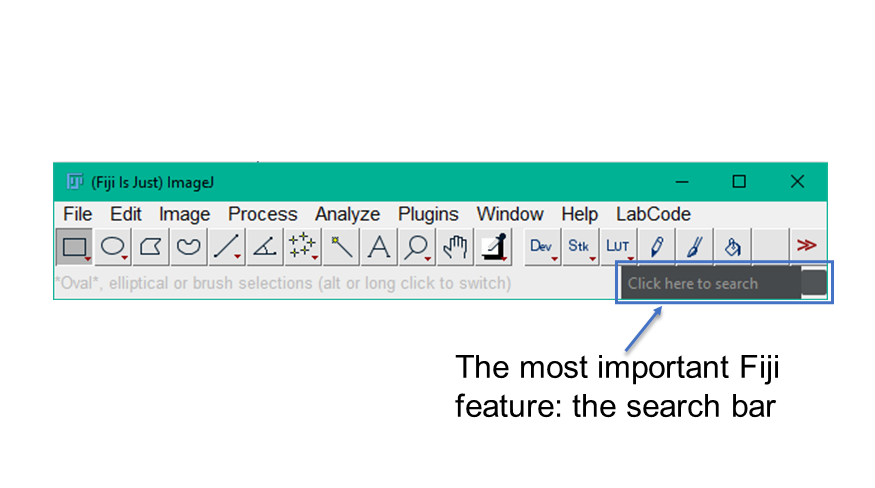 (Fiji Is Just) ImageJ
File Edit Image Process Analyze Plugins Window Help LabCode
A Dev Stk LUT >>
*Oval*, elliptical or brush selections (alt or long click to switch) Click here to search
The most important Fiji
feature: the search bar